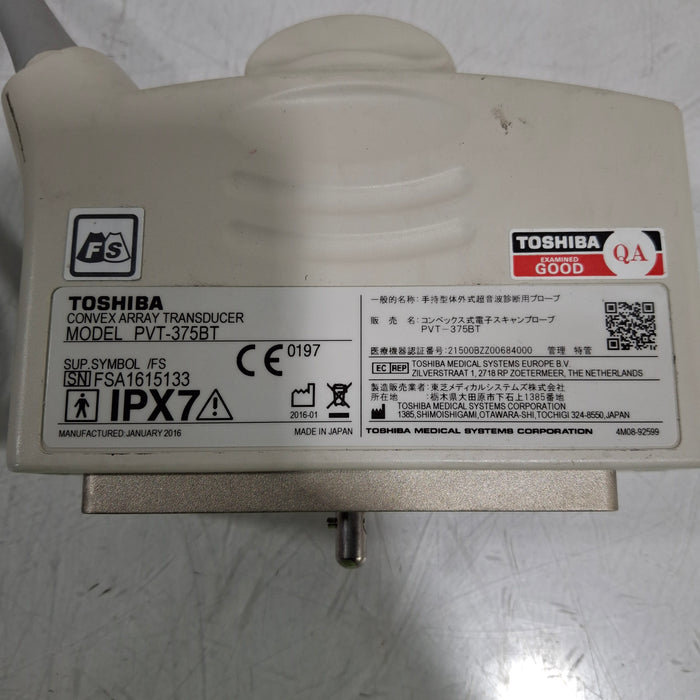 FS
TOSHIBA
QA
EXAMINED
GOOD
TOSHIBA
CONVEX ARRAY TRANSDUCER
MODEL PVT-375BT
SUP.SYMBOL /FS
SN FSA1615133
CE 0197
IPX7
2016-01
MANUFACTURED:JANUARY 2016
MADE IN JAPAN
一般的名称:手持型体外式超音波診断用プローブ
販売名:コンベックス式電子スキャンプローブ
PVT-375BT
医療機器認証番号:21500BZZ00684000 管理 特管
EC REP TOSHIBA MEDICAL SYSTEMS EUROPE B.V.
ZILVERSTRAAT 1, 2718 RP ZOETERMEER, THE NETHERLANDS
製造販売業者:東芝メディカルシステムズ株式会社
所在地:栃木県大田原市下石上1385番地
TOSHIBA MEDICAL SYSTEMS CORPORATION
1385,SHIMOISHIGAMI,OTAWARA-SHI,TOCHIGI 324-8550,JAPAN
TOSHIBA MEDICAL SYSTEMS CORPORATION
4M08-92599